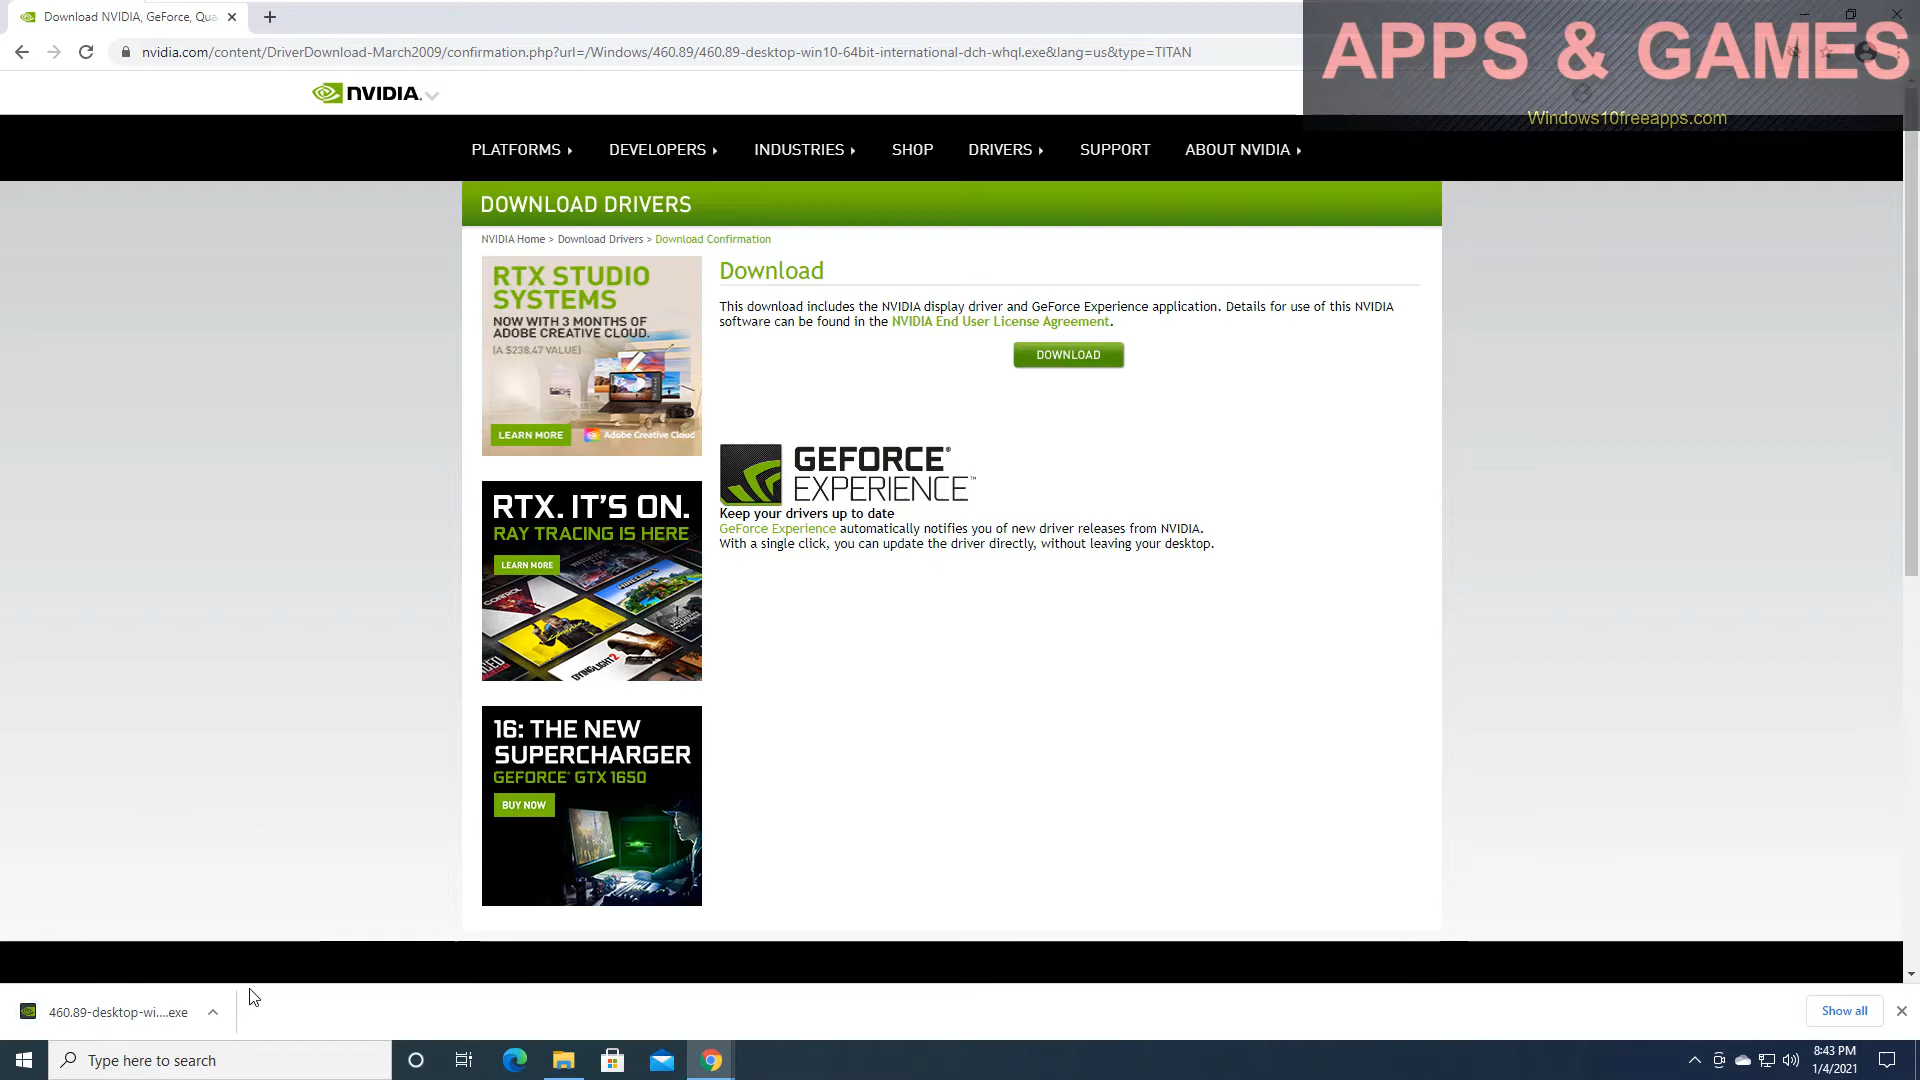 Download NVIDIA, GeForce, Qua
APPS & GAMES
Windows10freeapps.com
nvidia.com/content/DriverDownload-March2009/confirmation.php?url=/Windows/460.89/460.89-desktop-win10-64bit-international-dch-whql.exe&lang=us&type=TITAN
NVIDIA.
PLATFORMS DEVELOPERS INDUSTRIES SHOP DRIVERS SUPPORT ABOUT NVIDIA
DOWNLOAD DRIVERS
NVIDIA Home > Download Drivers > Download Confirmation
RTX STUDIO
SYSTEMS
NOW WITH 3 MONTHS OF
ADOBE CREATIVE CLOUD.
(A $238.47 VALUE)
LEARN MORE
Adobe Creative Cloud
Download
This download includes the NVIDIA display driver and GeForce Experience application. Details for use of this NVIDIA
software can be found in the NVIDIA End User License Agreement.
DOWNLOAD
GEFORCE®
EXPERIENCE™
Keep your drivers up to date
GeForce Experience automatically notifies you of new driver releases from NVIDIA.
With a single click, you can update the driver directly, without leaving your desktop.
RTX. IT'S ON.
RAY TRACING IS HERE
LEARN MORE
CONTROL
MINECRAFT
DYING LIGHT 2
16: THE NEW
SUPERCHARGER
GEFORCE® GTX 1650
BUY NOW
460.89-desktop-wi....exe
Show all
Type here to search
8:43 PM
1/4/2021